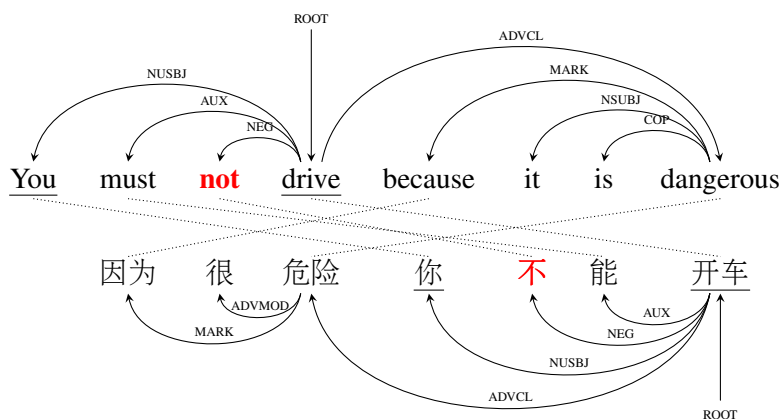 ROOT
ADVCL
NUSBJ
MARK
AUX
NSUBJ
NEG
COP
You must not drive because it is dangerous
因为 很 危险 你 不 能 开车
ADVMOD
AUX
MARK
NEG
NUSBJ
ADVCL
ROOT